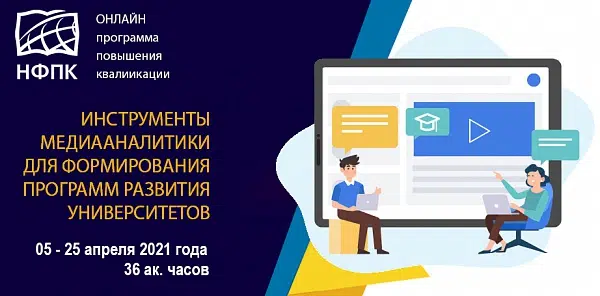 ОНЛАЙН
программа
повышения
квалиикации
НФПК
ИНСТРУМЕНТЫ
МЕДИААНАЛИТИКИ
ДЛЯ ФОРМИРОВАНИЯ
ПРОГРАММ РАЗВИТИЯ
УНИВЕРСИТЕТОВ
05 - 25 апреля 2021 года
36 ак. часов